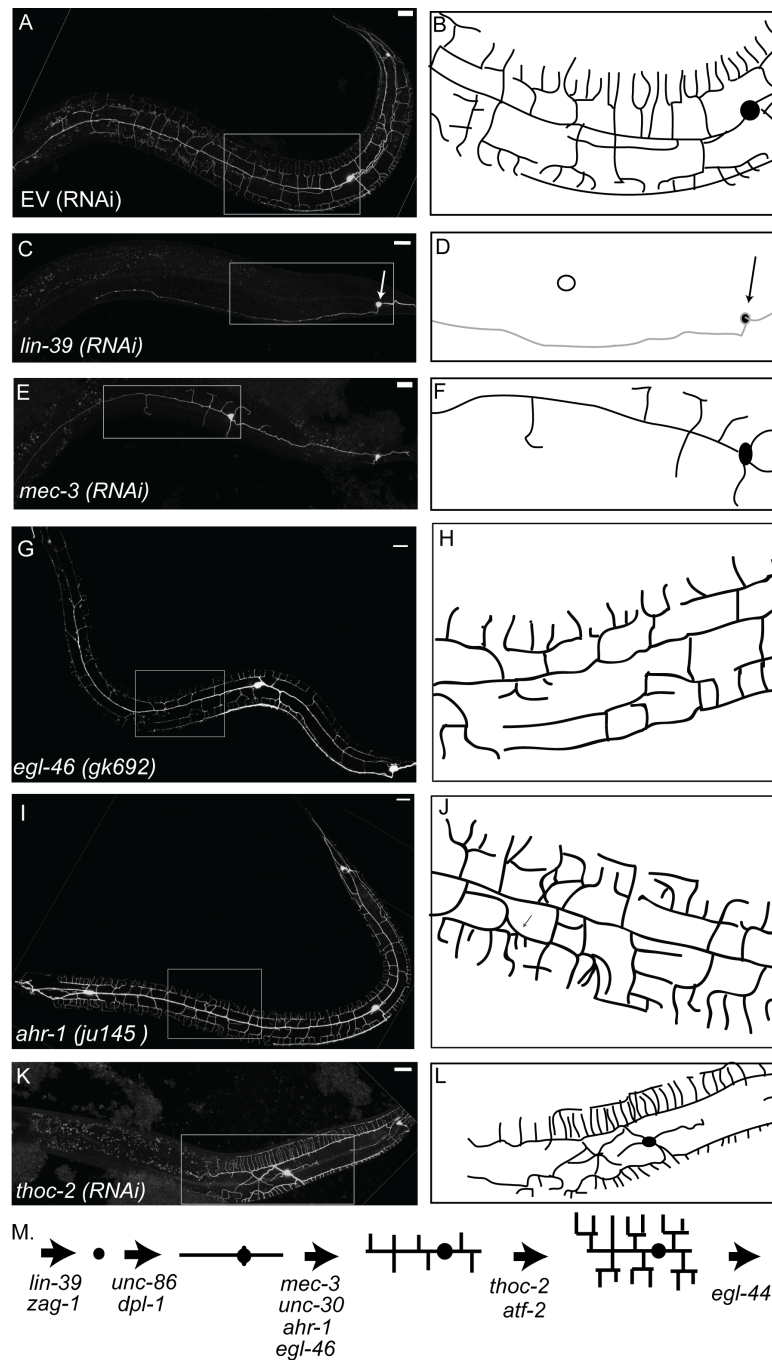 A
EV (RNAi)
B
C
lin-39 (RNAi)
D
E
mec-3 (RNAi)
F
G
egl-46 (gk692)
H
I
ahr-1 (ju145 )
J
K
thoc-2 (RNAi)
L
M.
lin-39
zag-1
unc-86
dpl-1
mec-3
unc-30
ahr-1
egl-46
thoc-2
atf-2
egl-44